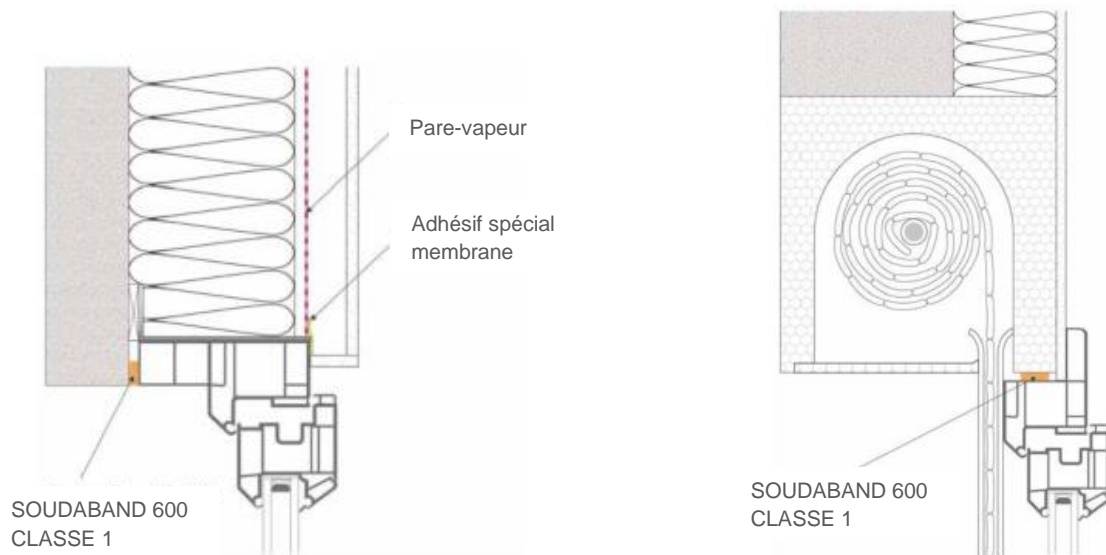 Pare-vapeur
Adhésif spécial
membrane
SOUDABAND 600
CLASSE 1
SOUDABAND 600
CLASSE 1